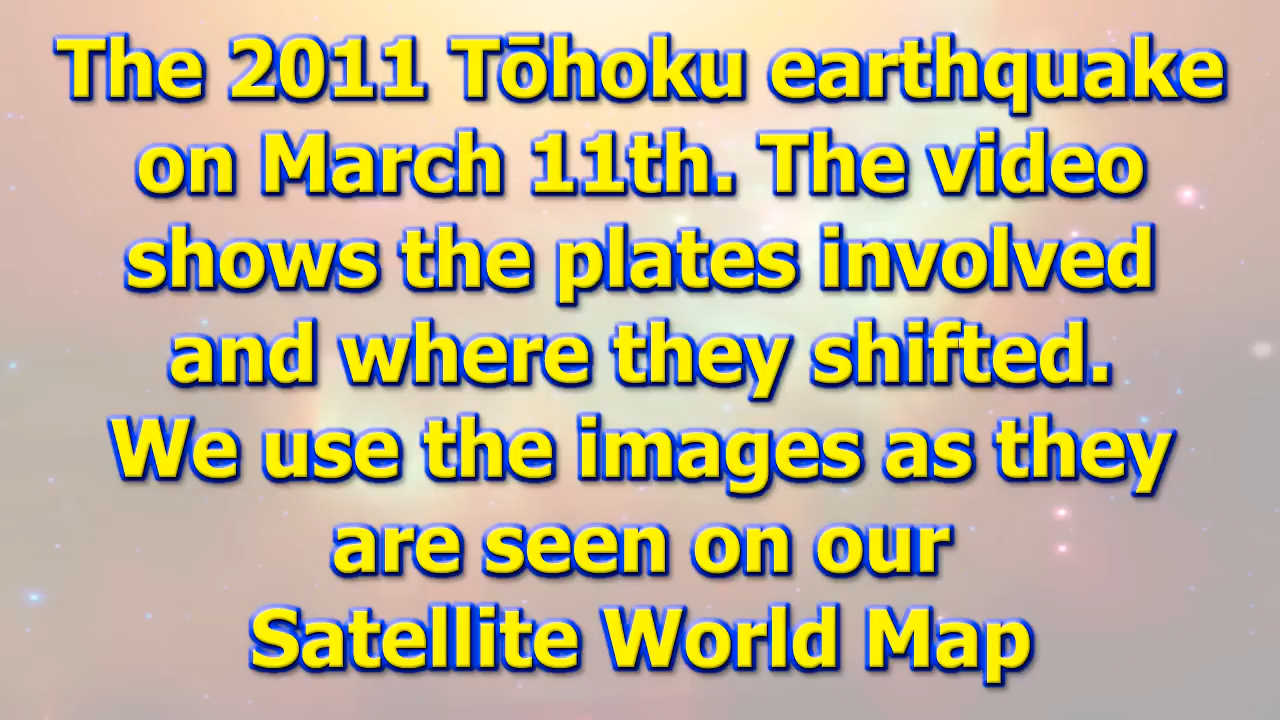 The 2011 Tōhoku earthquake
on March 11th. The video
shows the plates involved
and where they shifted.
We use the images as they
are seen on our
Satellite World Map